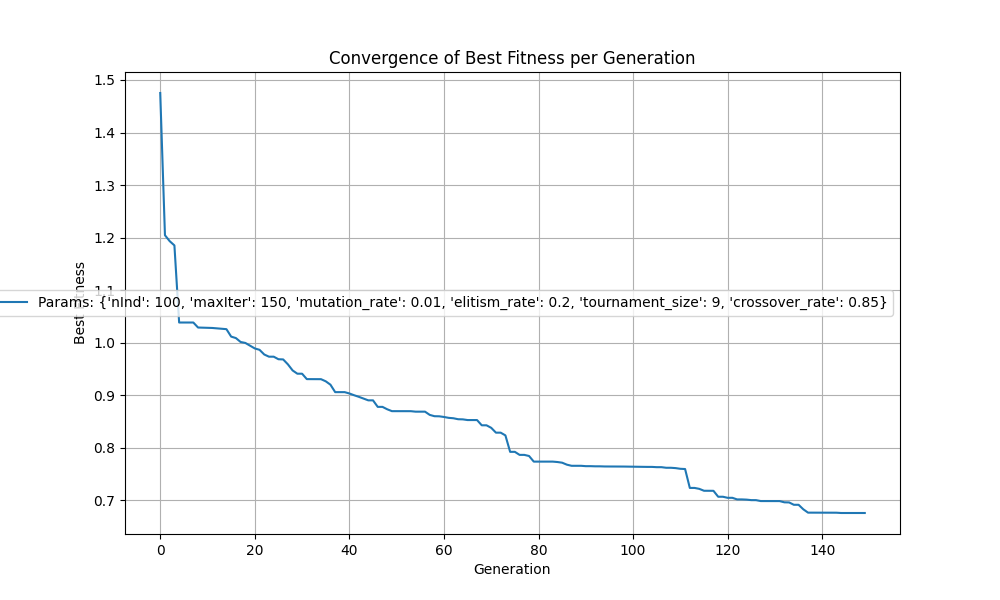 Convergence of Best Fitness per Generation
1.5
1.4
1.3
1.2
1.1
1.0
0.9
0.8
0.7
Best Fitness
Params: {'nInd': 100, 'maxIter': 150, 'mutation_rate': 0.01, 'elitism_rate': 0.2, 'tournament_size': 9, 'crossover_rate': 0.85}
0 20 40 60 80 100 120 140
Generation